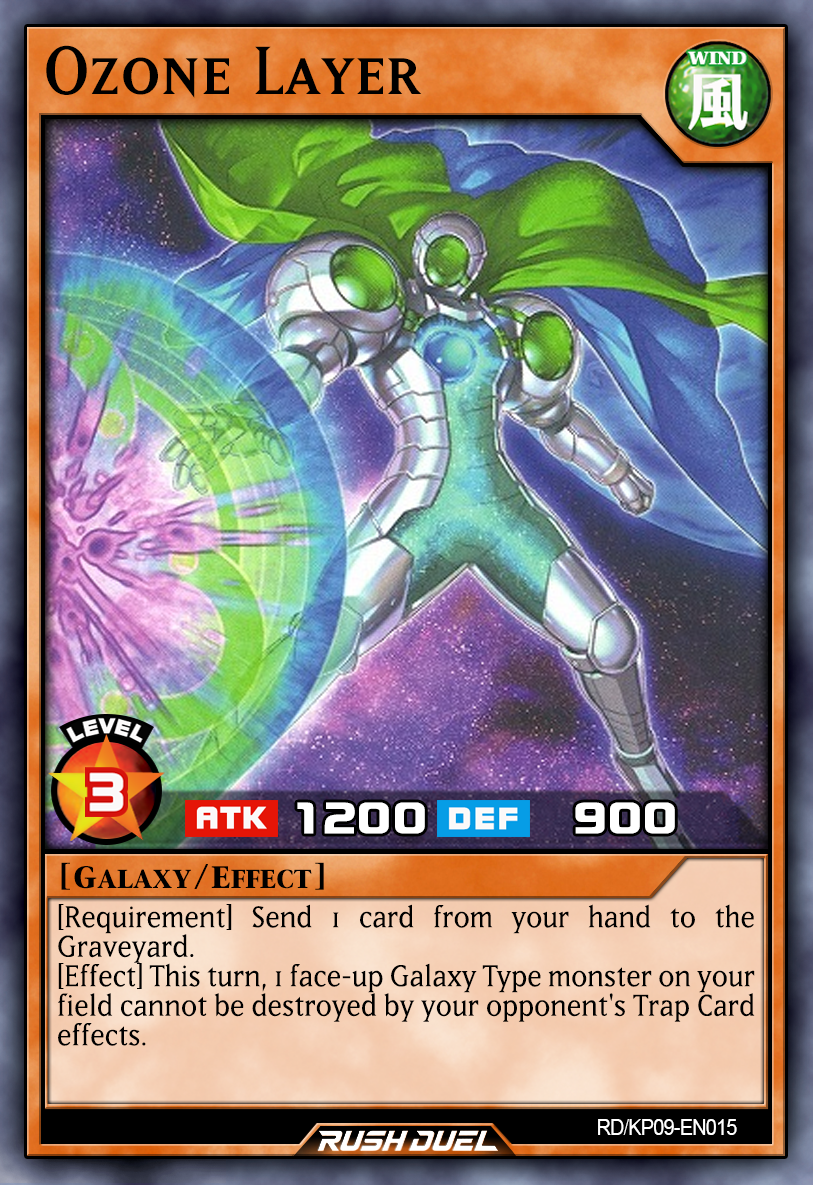 Ozone Layer
WIND
風
LEVEL
3
ATK 1200 DEF 900
[Galaxy/Effect]
[Requirement] Send 1 card from your hand to the
Graveyard.
[Effect] This turn, 1 face-up Galaxy Type monster on your
field cannot be destroyed by your opponent's Trap Card
effects.
RUSH DUEL
RD/KP09-EN015